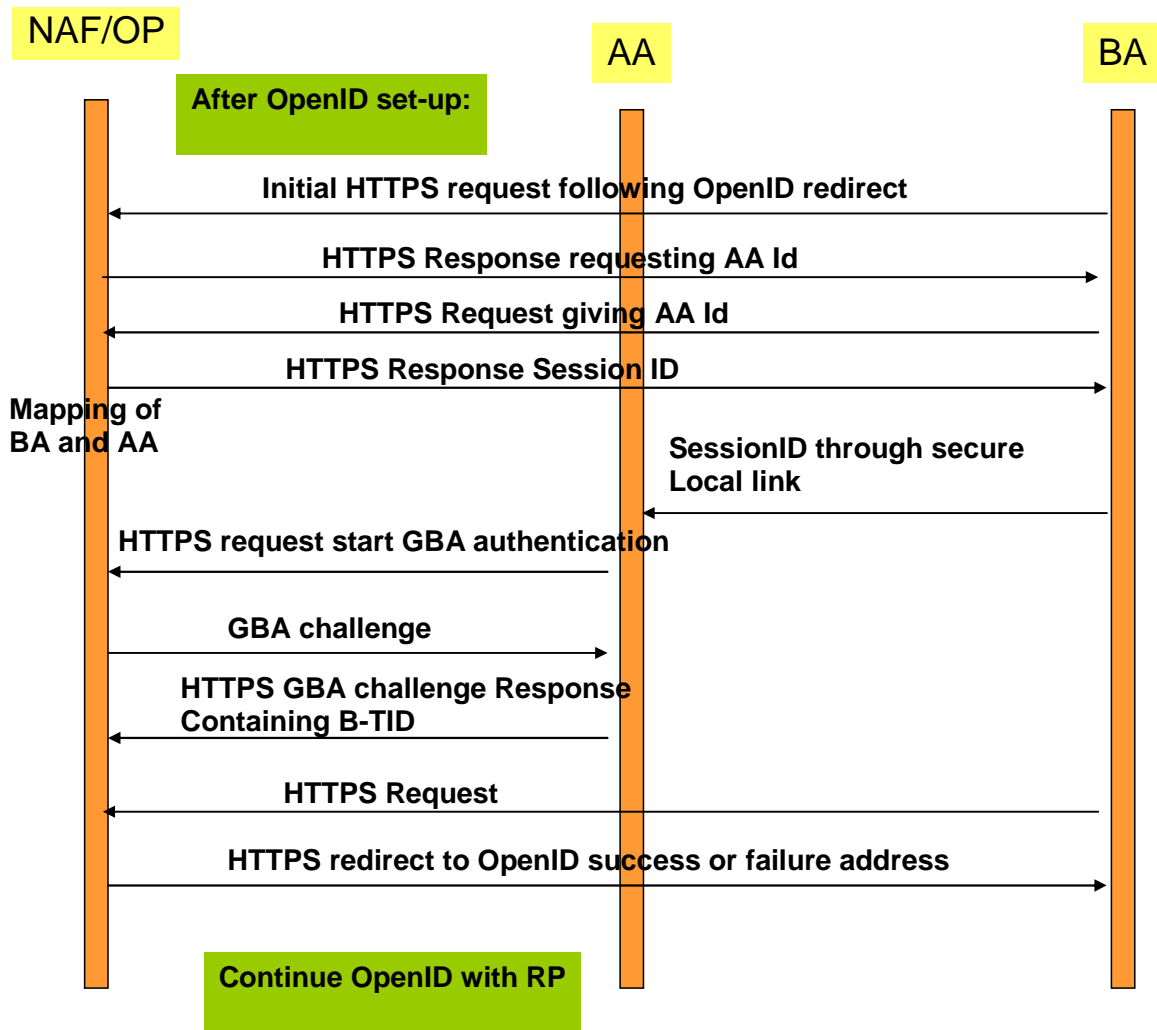 NAF/OP
AA
BA
After OpenID set-up:
Initial HTTPS request following OpenID redirect
HTTPS Response requesting AA Id
HTTPS Request giving AA Id
HTTPS Response Session ID
Mapping of
BA and AA
SessionID through secure
Local link
HTTPS request start GBA authentication
GBA challenge
HTTPS GBA challenge Response
Containing B-TID
HTTPS Request
HTTPS redirect to OpenID success or failure address
Continue OpenID with RP